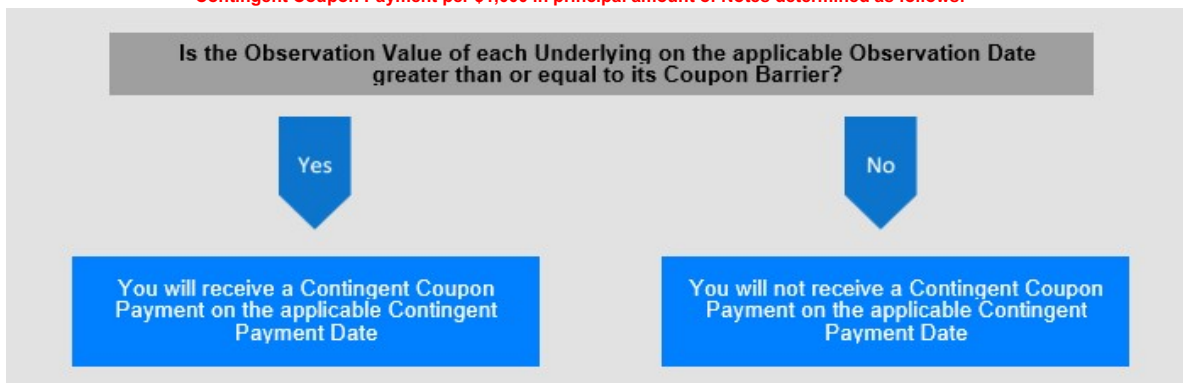 Contingent Coupon Payment per $1,000 in principal amount of Notes determined as follows:
Is the Observation Value of each Underlying on the applicable Observation Date
greater than or equal to its Coupon Barrier?
Yes
No
You will receive a Contingent Coupon
Payment on the applicable Contingent
Payment Date
You will not receive a Contingent Coupon
Payment on the applicable Contingent
Payment Date